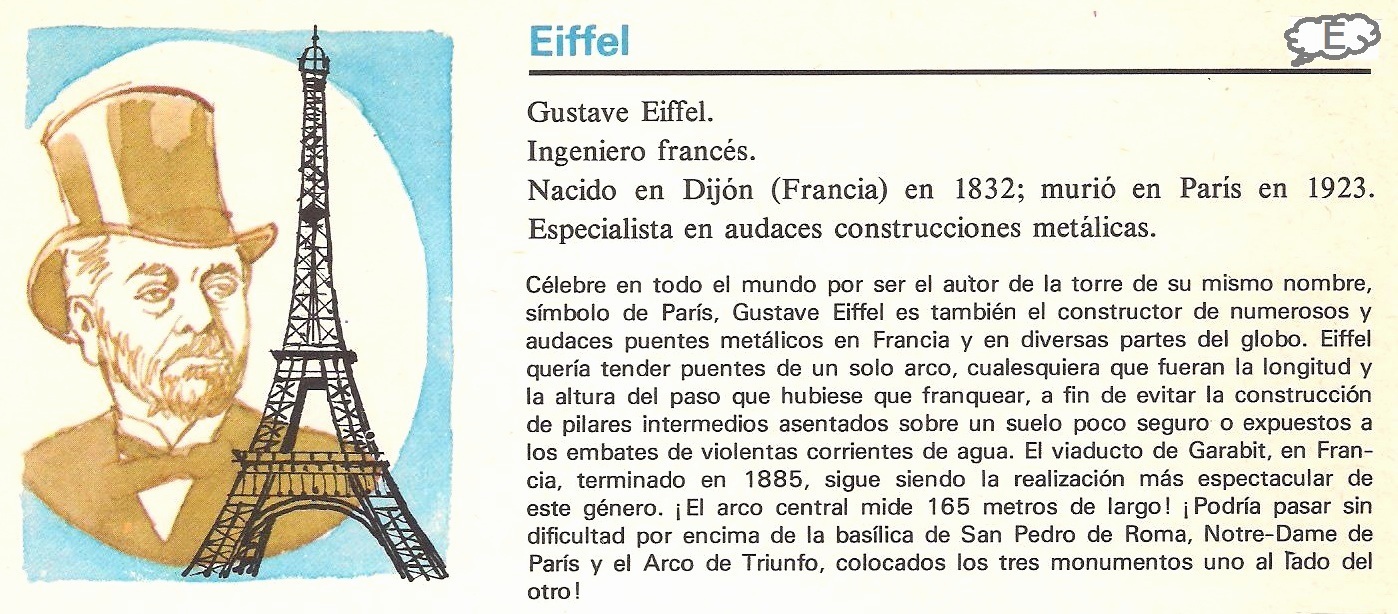 Eiffel
E
Gustave Eiffel.
Ingeniero francés.
Nacido en Dijón (Francia) en 1832; murió en París en 1923.
Especialista en audaces construcciones metálicas.
Célebre en todo el mundo por ser el autor de la torre de su mismo nombre,
símbolo de París, Gustave Eiffel es también el constructor de numerosos y
audaces puentes metálicos en Francia y en diversas partes del globo. Eiffel
quería tender puentes de un solo arco, cualesquiera que fueran la longitud y
la altura del paso que hubiese que franquear, a fin de evitar la construcción
de pilares intermedios asentados sobre un suelo poco seguro o expuestos a
los embates de violentas corrientes de agua. El viaducto de Garabit, en Fran-
cia, terminado en 1885, sigue siendo la realización más espectacular de
este género. ¡El arco central mide 165 metros de largo! ¡Podría pasar sin
dificultad por encima de la basílica de San Pedro de Roma, Notre-Dame de
París y el Arco de Triunfo, colocados los tres monumentos uno al lado del
otro!